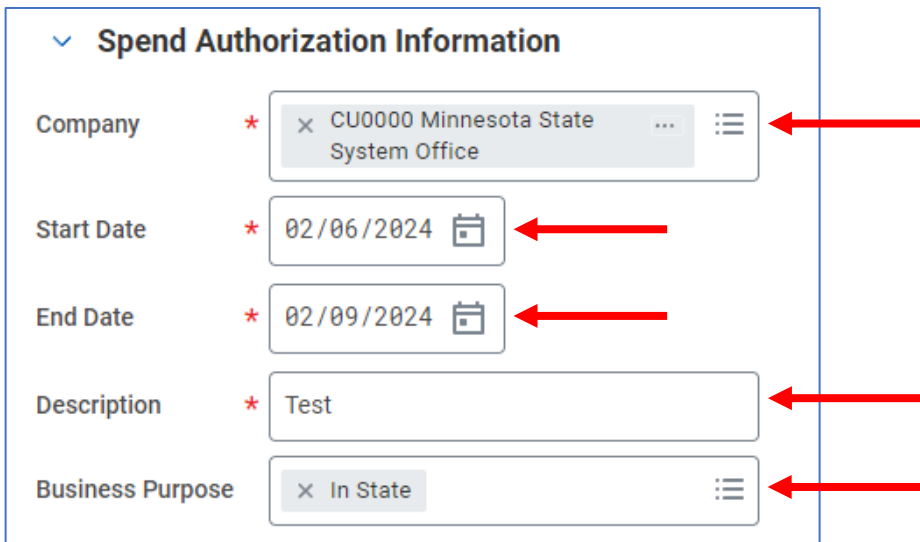 Spend Authorization Information
Company * × CU0000 Minnesota State ...
System Office
Start Date * 02/06/2024
End Date * 02/09/2024
Description * Test
Business Purpose × In State